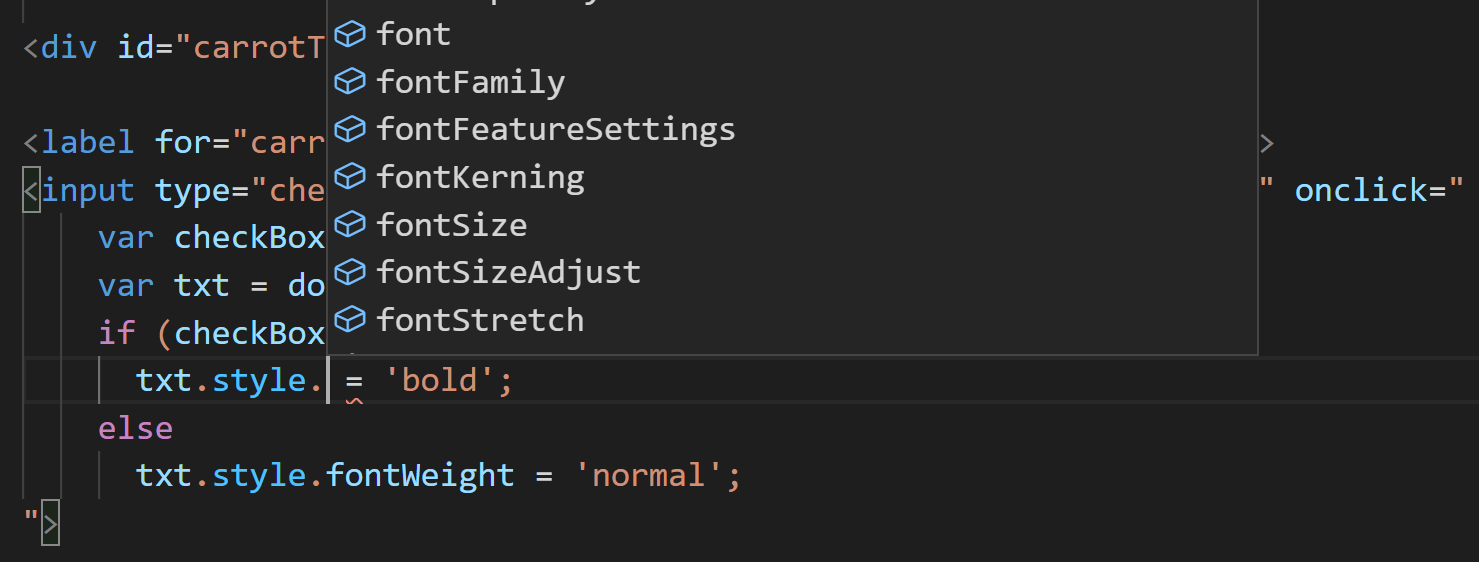 font
<div id="carrotT
fontFamily
fontFeatureSettings
<label for="carr >
fontKerning
<input type="che " onclick="
fontSize
var checkBox
fontSizeAdjust
var txt = do
fontStretch
if (checkBox
txt.style. = 'bold';
else
txt.style.fontWeight = 'normal';
">